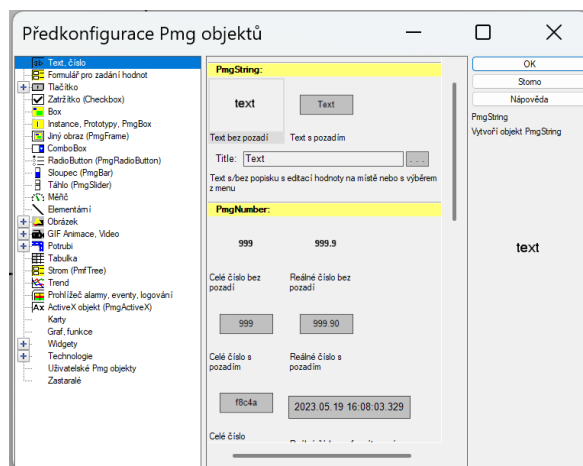 Předkonfigurace Pmg objektů
Text, číslo
Formulář pro zadání hodnot
Tlačítko
Zatržítko (Checkbox)
Box
Instance, Prototypy, PmgBox
Jiný obraz (PmgFrame)
ComboBox
RadioButton (PmgRadioButton)
Sloupec (PmgBar)
Táhlo (PmgSlider)
Měřič
Elementární
Obrázek
GIF Animace, Video
Potrubí
Tabulka
Strom (PmfTree)
Trend
Prohlížeč alarmy, eventy, logování
ActiveX objekt (PmgActiveX)
Karty
Graf, funkce
Widgety
Technologie
Uživatelské Pmg objekty
Zastaralé
PmgString:
text
Text
Text bez pozadí
Text s pozadím
Title:
Text
...
Text s/bez popisku s editací hodnoty na místě nebo s výběrem
z menu
PmgNumber:
999
999.9
Celé číslo bez
pozadí
Reálné číslo bez
pozadí
999
999.90
Celé číslo s
pozadím
Reálné číslo s
pozadím
f8c4a
2023.05.19 16:08:03.329
Celé číslo
OK
Storno
Nápověda
PmgString
Vytvoří objekt PmgString
text